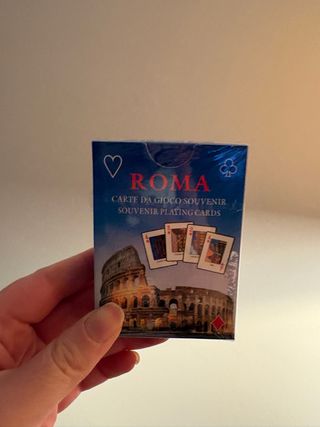 ROMA
CARTE DA GIOCO SOUVENIR
SOUVENIR PLAYING CARDS